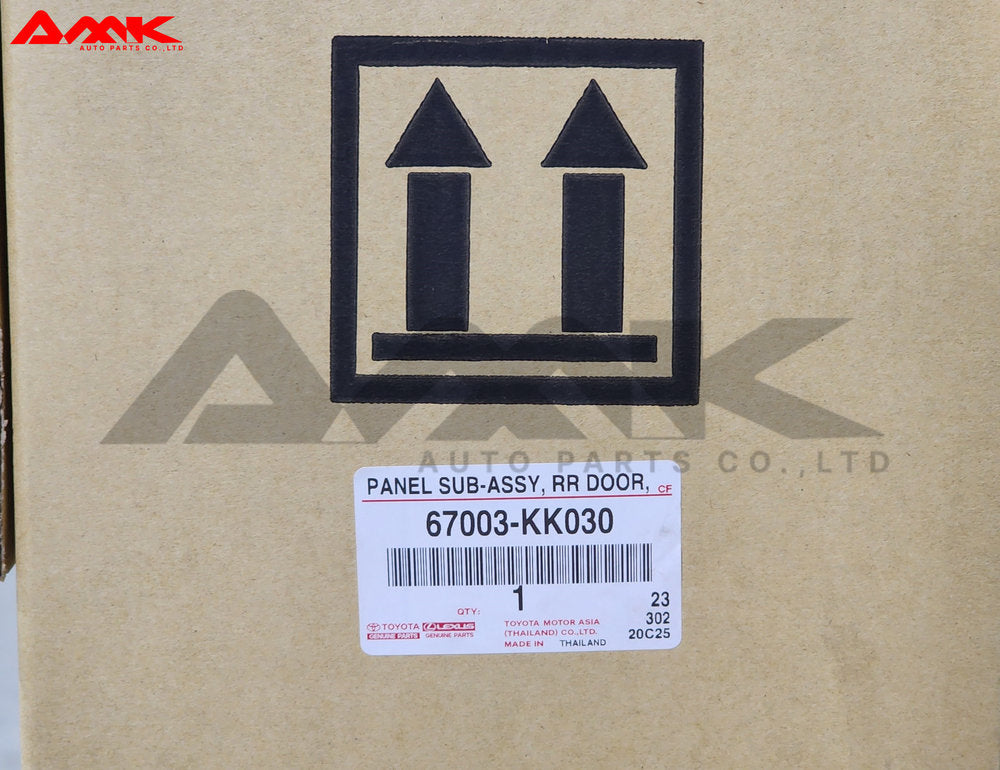 AMK
AUTO PARTS CO.,LTD
AMK
AUTO PARTS CO.,LTD
PANEL SUB-ASSY, RR DOOR, CF
67003-KK030
QTY: 1
23
302
20C25
TOYOTA
GENUINE PARTS
LEXUS
GENUINE PARTS
TOYOTA MOTOR ASIA
(THAILAND) CO.,LTD.
MADE IN THAILAND